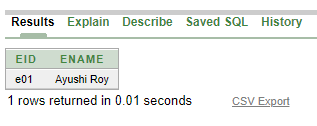 Results Explain Describe Saved SQL History
EID ENAME
e01 Ayushi Roy
1 rows returned in 0.01 seconds CSV Export